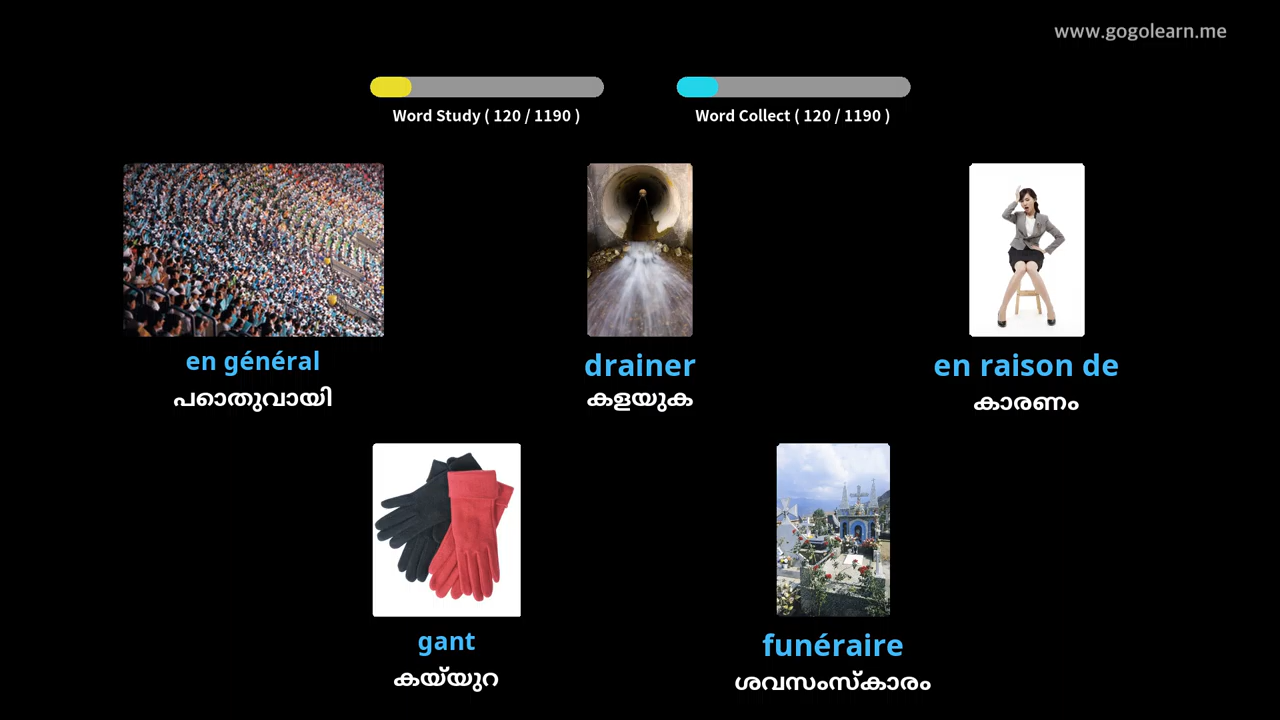 www.gogolearn.me
Word Study ( 120 / 1190 )
Word Collect ( 120 / 1190 )
en général
പൊതുവായി
drainer
കളയുക
en raison de
കാരണം
gant
കയ്യുറ
funéraire
ശവസംസ്കാരം